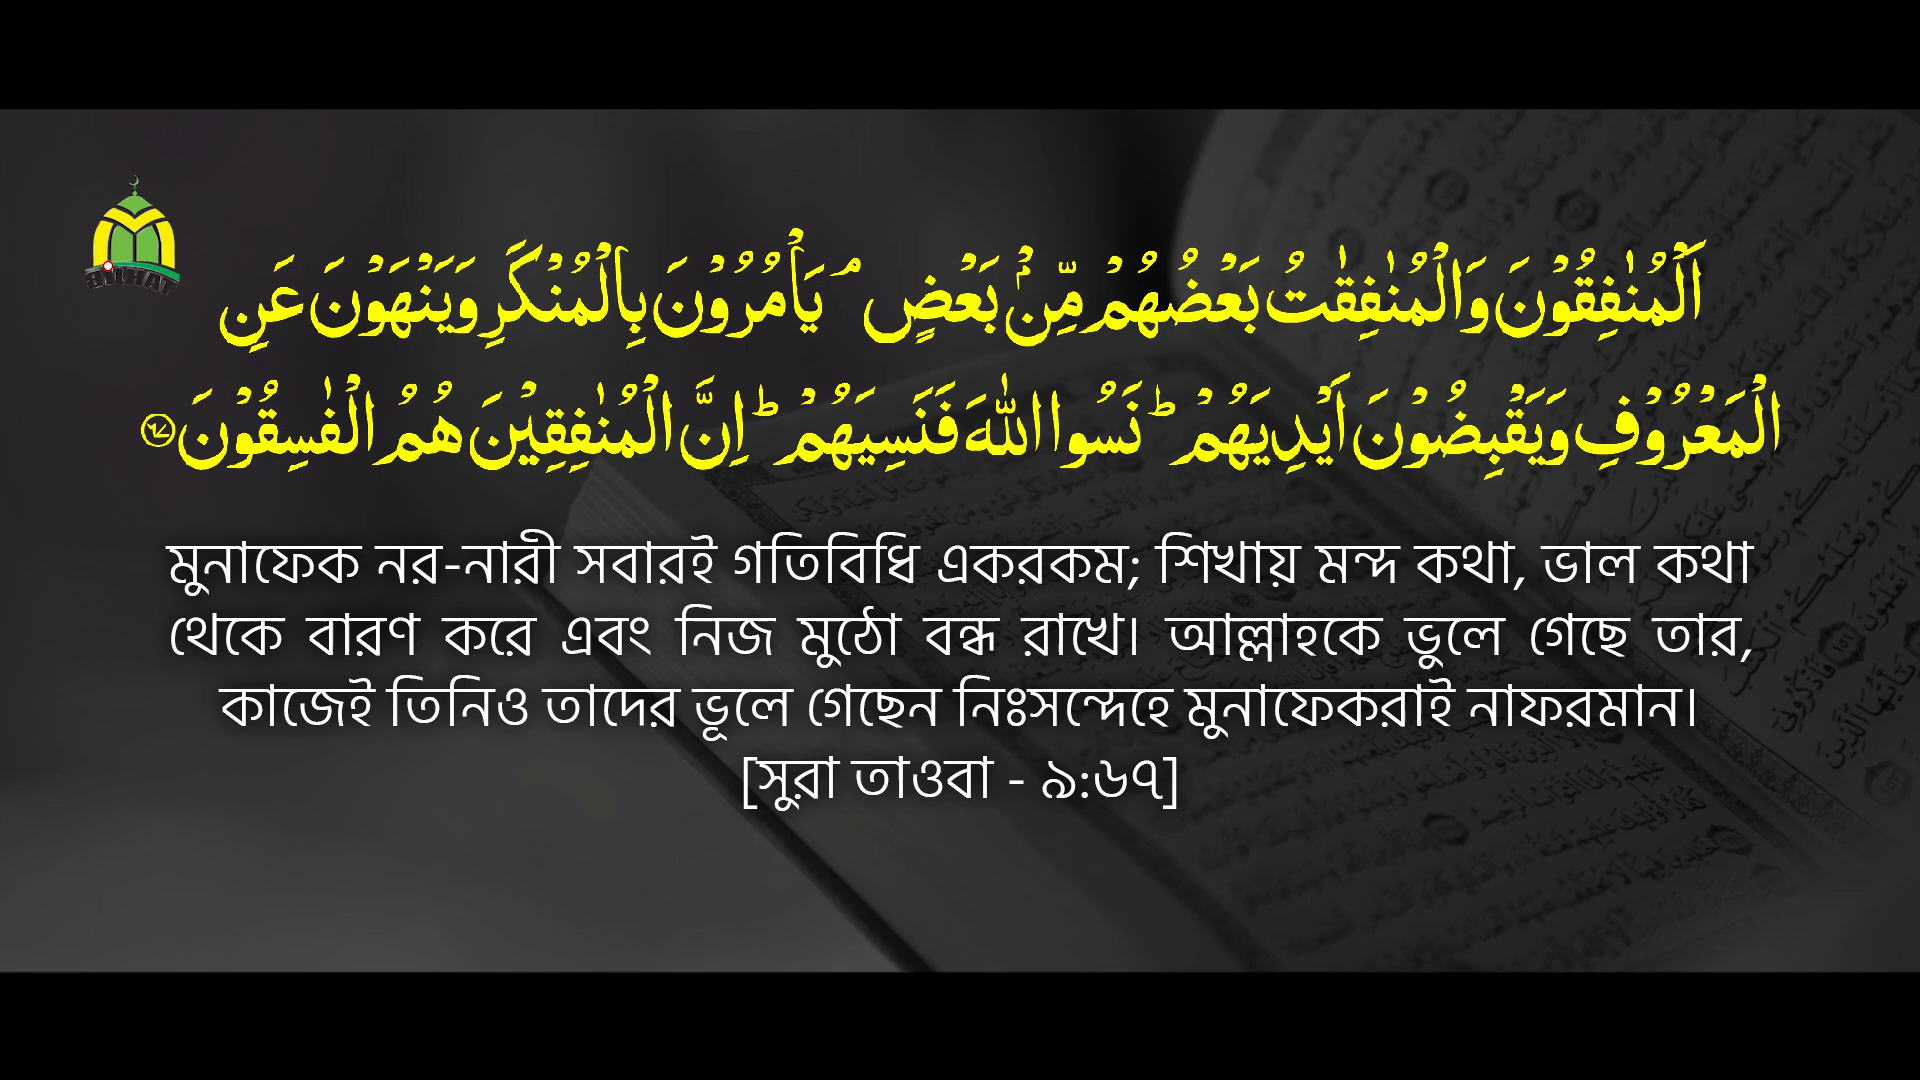 اَلْمُنٰفِقُوْنَ وَالْمُنٰفِقٰتُ بَعْضُهُمْ مِّنْۢ بَعْضٍ ۘ يَاْمُرُوْنَ بِالْمُنْكَرِ وَيَنْهَوْنَ عَنِ
الْمَعْرُوْفِ وَيَقْبِضُوْنَ اَيْدِيَهُمْ ؕ نَسُوا اللّٰهَ فَنَسِيَهُمْ ؕ اِنَّ الْمُنٰفِقِيْنَ هُمُ الْفٰسِقُوْنَ ۶۷
মুনাফেক নর-নারী সবারই গতিবিধি একরকম; শিখায় মন্দ কথা, ভাল কথা
থেকে বারণ করে এবং নিজ মুঠো বন্ধ রাখে। আল্লাহকে ভুলে গেছে তার,
কাজেই তিনিও তাদের ভূলে গেছেন নিঃসন্দেহে মুনাফেকরাই নাফরমান।
[সুরা তাওবা - ৯:৬৭]